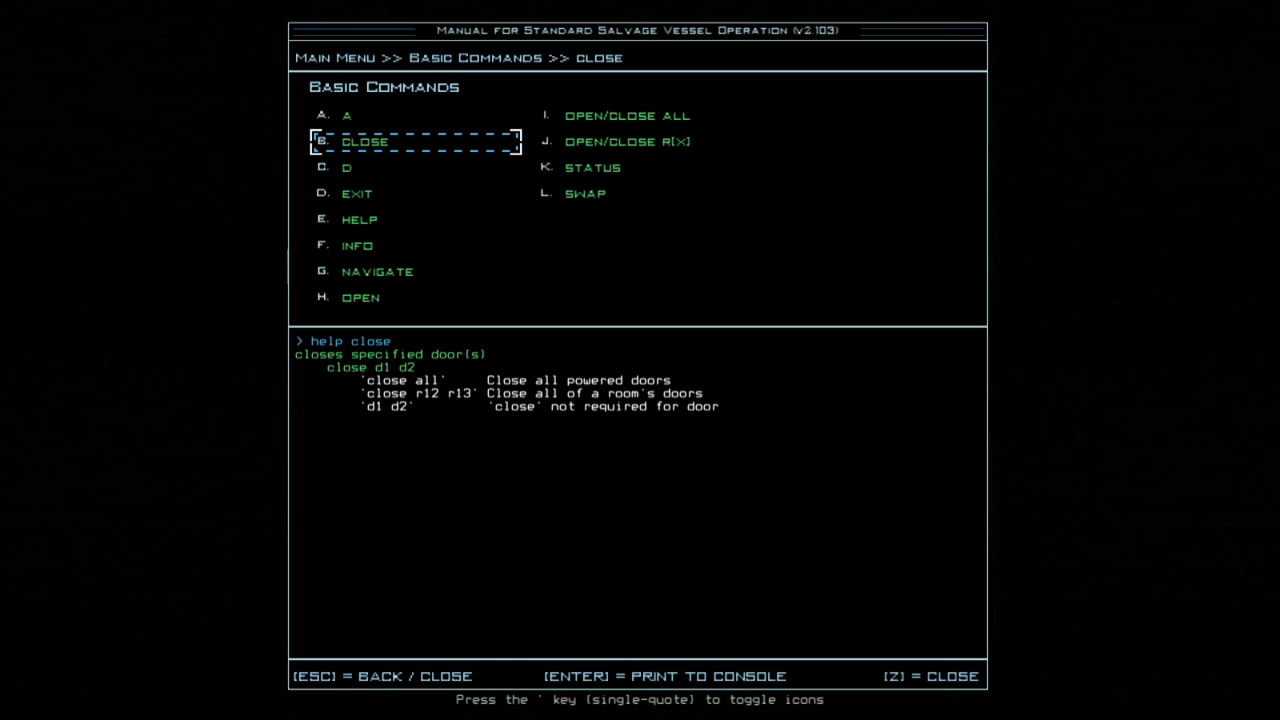 Manual for Standard Salvage Vessel Operation (v2.103)
Main Menu >> Basic Commands >> CLOSE
Basic Commands
A. A
B. CLOSE
C. D
D. EXIT
E. HELP
F. INFO
G. NAVIGATE
H. OPEN
I. OPEN/CLOSE ALL
J. OPEN/CLOSE R[X]
K. STATUS
L. SWAP
> help close
closes specified door(s)
close d1 d2
'close all' Close all powered doors
'close r12 r13' Close all of a room's doors
'd1 d2' 'close' not required for door
[ESC] = BACK / CLOSE [ENTER] = PRINT TO CONSOLE [Z] = CLOSE
Press the ' key (single-quote) to toggle icons